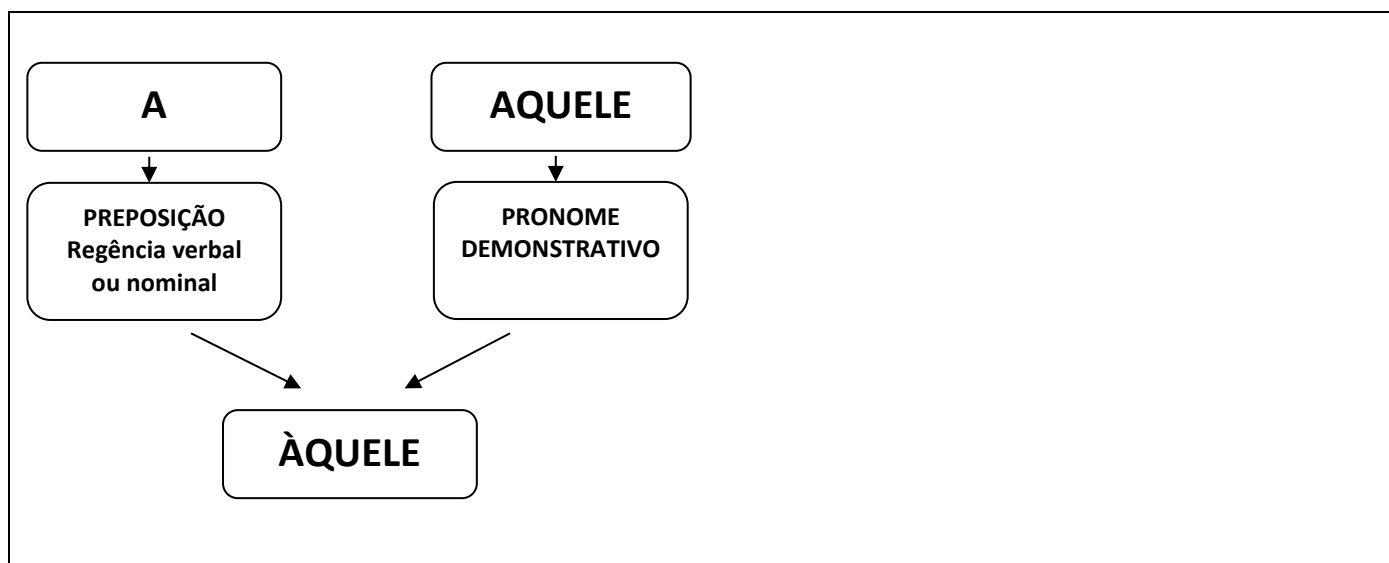 A
AQUELE
PREPOSIÇÃO
Regência verbal
ou nominal
PRONOME
DEMONSTRATIVO
ÀQUELE